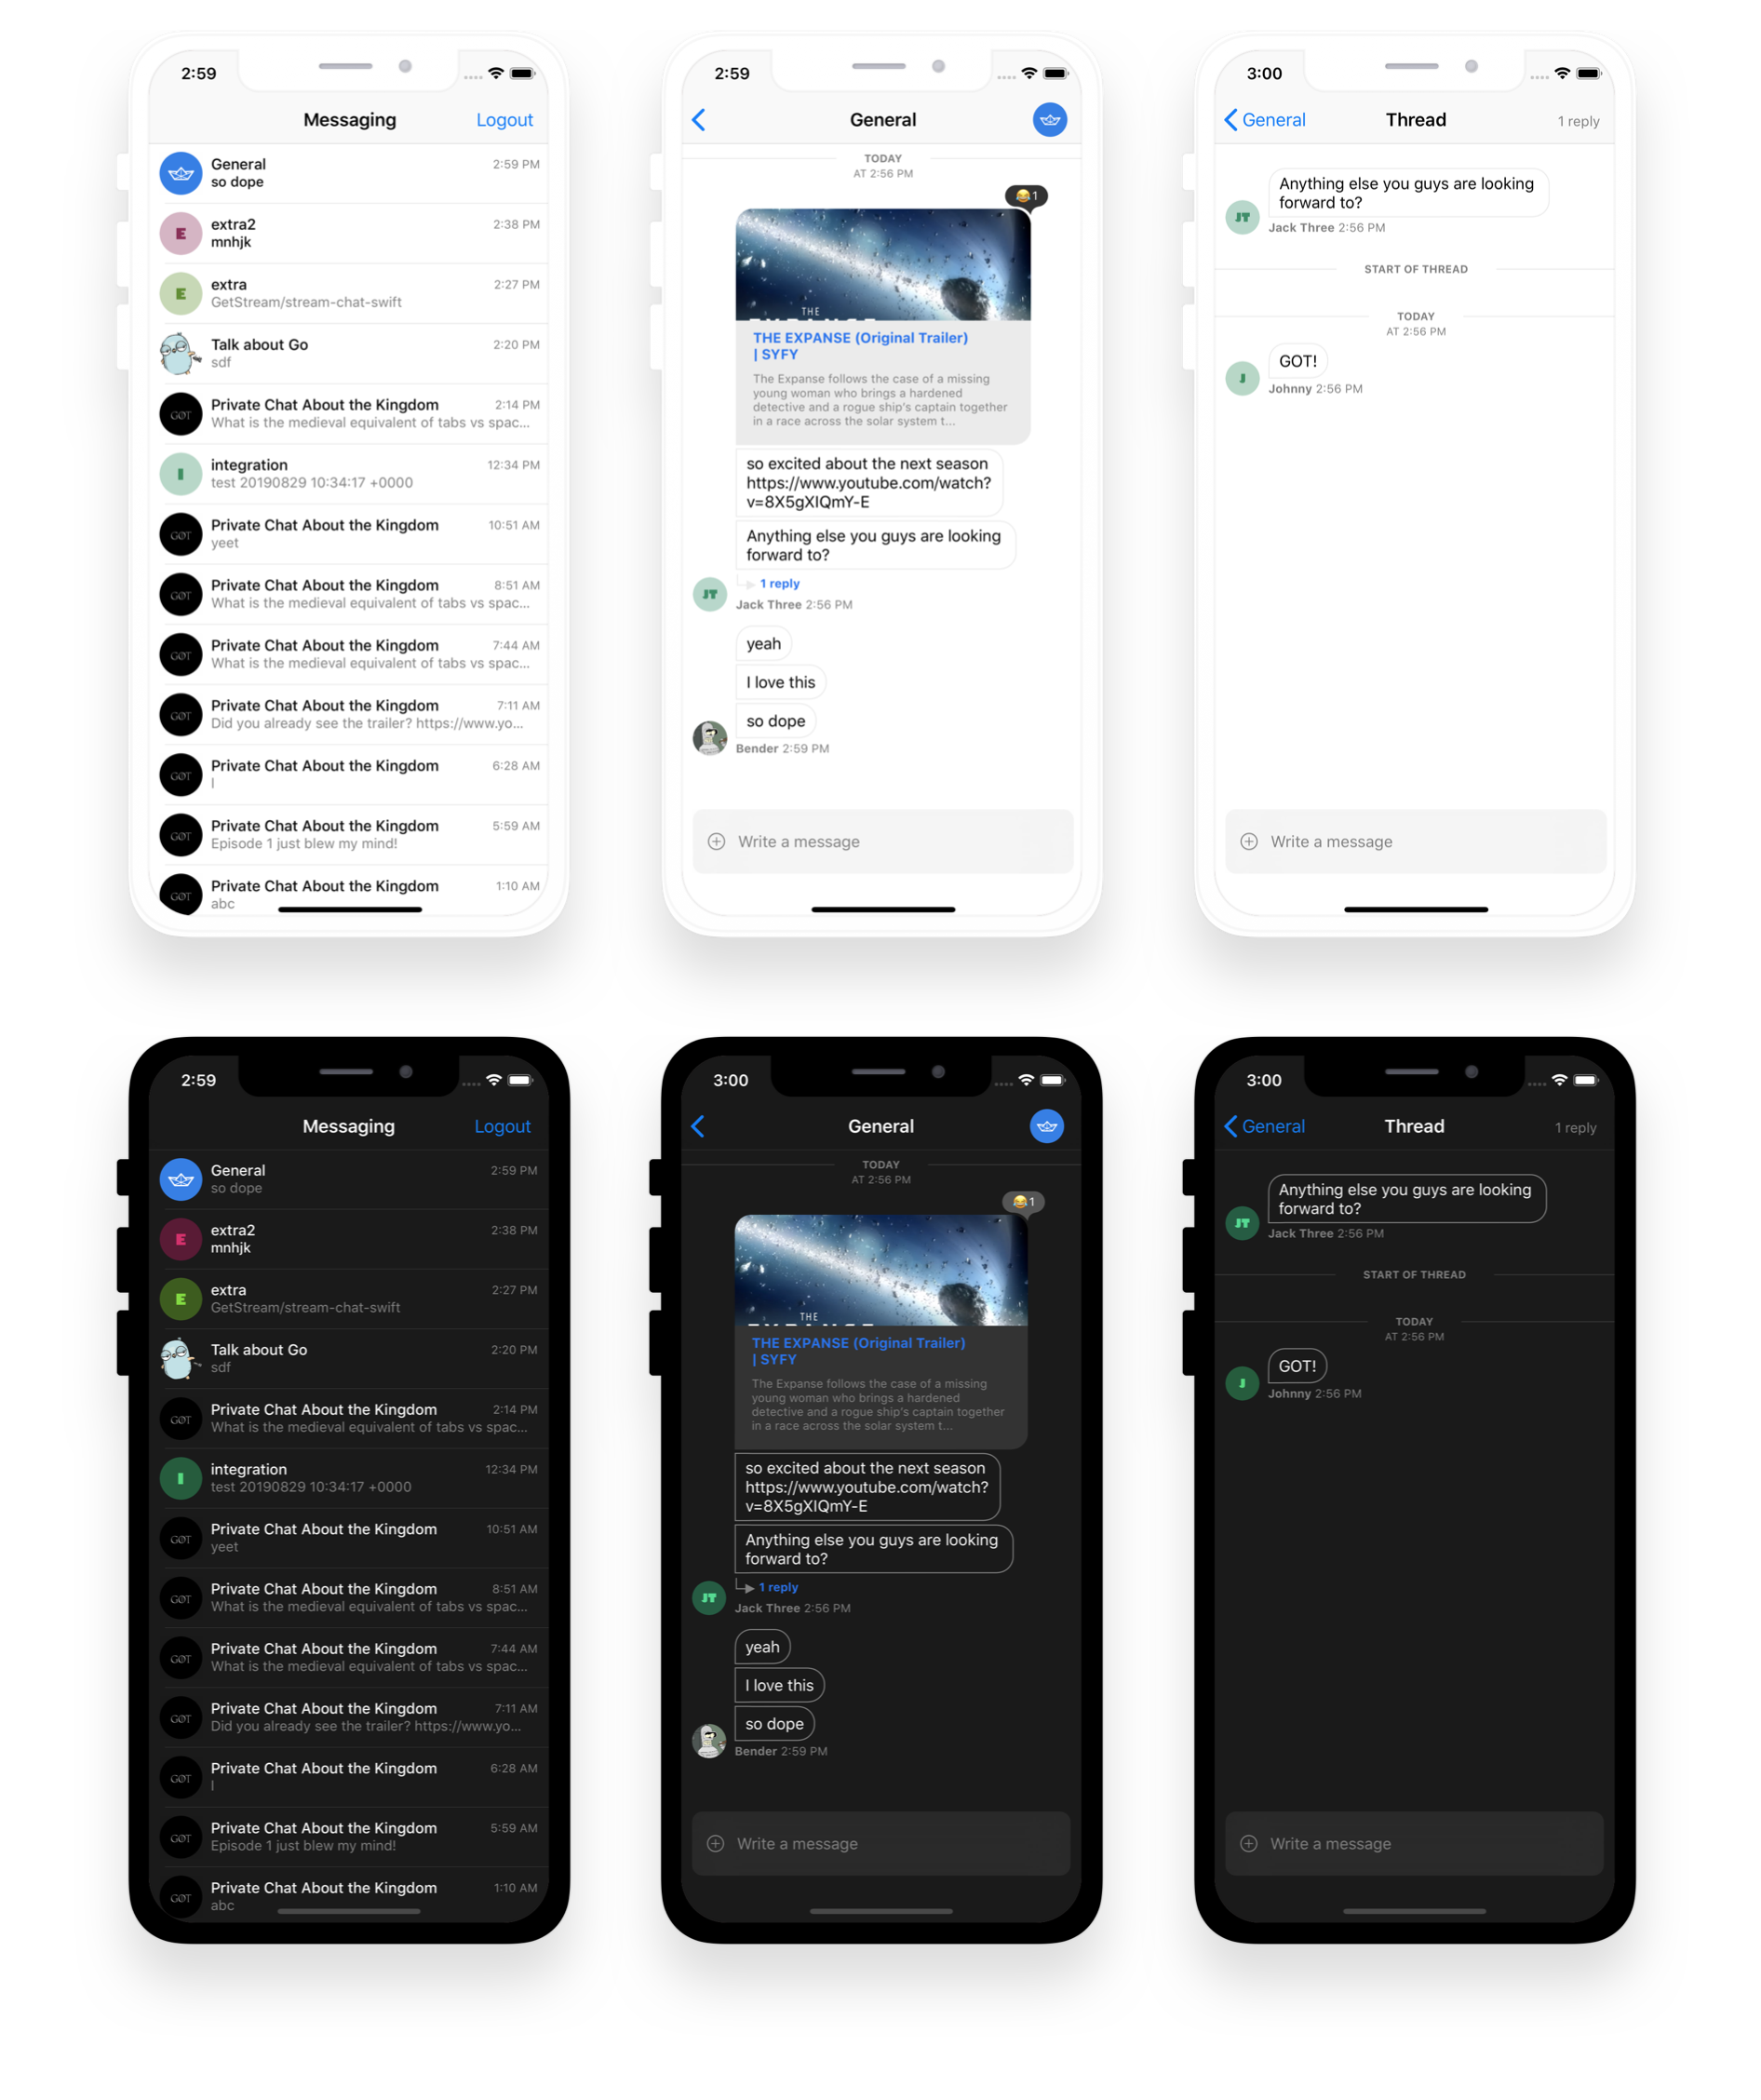 2:59
Messaging Logout
General 2:59 PM
so dope
E extra2 2:38 PM
mnhjk
E extra 2:27 PM
GetStream/stream-chat-swift
Talk about Go 2:20 PM
sdf
GOT Private Chat About the Kingdom 2:14 PM
What is the medieval equivalent of tabs vs spac...
I integration 12:34 PM
test 20190829 10:34:17 +0000
GOT Private Chat About the Kingdom 10:51 AM
yeet
GOT Private Chat About the Kingdom 8:51 AM
What is the medieval equivalent of tabs vs spac...
GOT Private Chat About the Kingdom 7:44 AM
What is the medieval equivalent of tabs vs spac...
GOT Private Chat About the Kingdom 7:11 AM
Did you already see the trailer? https://www.yo...
GOT Private Chat About the Kingdom 6:28 AM
l
GOT Private Chat About the Kingdom 5:59 AM
Episode 1 just blew my mind!
GOT Private Chat About the Kingdom 1:10 AM
abc
2:59
General
TODAY
AT 2:56 PM
😂1
THE
EXPANSE
THE EXPANSE (Original Trailer)
| SYFY
The Expanse follows the case of a missing
young woman who brings a hardened
detective and a rogue ship's captain together
in a race across the solar system t...
so excited about the next season
https://www.youtube.com/watch?
v=8X5gXIQmY-E
Anything else you guys are looking
forward to?
1 reply
JT Jack Three 2:56 PM
yeah
I love this
so dope
Bender 2:59 PM
Write a message
3:00
General Thread 1 reply
Anything else you guys are looking
forward to?
JT Jack Three 2:56 PM
START OF THREAD
TODAY
AT 2:56 PM
GOT!
J Johnny 2:56 PM
Write a message
2:59
Messaging Logout
General 2:59 PM
so dope
E extra2 2:38 PM
mnhjk
E extra 2:27 PM
GetStream/stream-chat-swift
Talk about Go 2:20 PM
sdf
GOT Private Chat About the Kingdom 2:14 PM
What is the medieval equivalent of tabs vs spac...
I integration 12:34 PM
test 20190829 10:34:17 +0000
GOT Private Chat About the Kingdom 10:51 AM
yeet
GOT Private Chat About the Kingdom 8:51 AM
What is the medieval equivalent of tabs vs spac...
GOT Private Chat About the Kingdom 7:44 AM
What is the medieval equivalent of tabs vs spac...
GOT Private Chat About the Kingdom 7:11 AM
Did you already see the trailer? https://www.yo...
GOT Private Chat About the Kingdom 6:28 AM
l
GOT Private Chat About the Kingdom 5:59 AM
Episode 1 just blew my mind!
GOT Private Chat About the Kingdom 1:10 AM
abc
3:00
General
TODAY
AT 2:56 PM
😂1
THE
EXPANSE
THE EXPANSE (Original Trailer)
| SYFY
The Expanse follows the case of a missing
young woman who brings a hardened
detective and a rogue ship's captain together
in a race across the solar system t...
so excited about the next season
https://www.youtube.com/watch?
v=8X5gXIQmY-E
Anything else you guys are looking
forward to?
1 reply
JT Jack Three 2:56 PM
yeah
I love this
so dope
Bender 2:59 PM
Write a message
3:00
General Thread 1 reply
Anything else you guys are looking
forward to?
JT Jack Three 2:56 PM
START OF THREAD
TODAY
AT 2:56 PM
GOT!
J Johnny 2:56 PM
Write a message